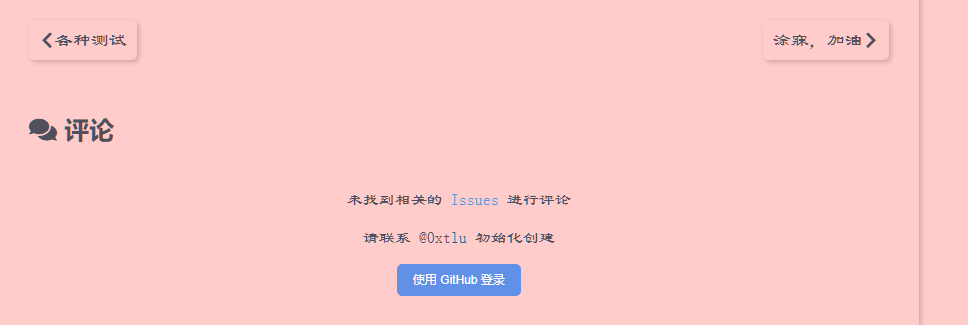 各种测试
涂寐，加油
评论
未找到相关的 Issues 进行评论
请联系 @0xtlu 初始化创建
使用 GitHub 登录